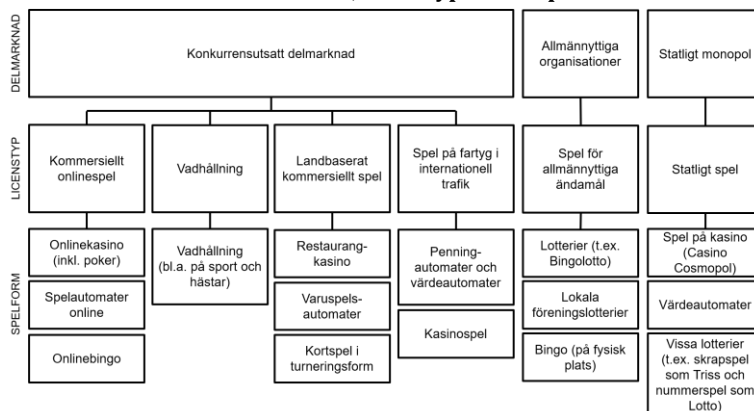 DELMARKNAD
Konkurrensutsatt delmarknad
Allmännyttiga
organisationer
Statligt monopol
LICENSTYP
Kommersiellt
onlinespel
Vadhållning
Landbaserat
kommersiellt spel
Spel på fartyg i
internationell
trafik
Spel för
allmännyttiga
ändamål
Statligt spel
SPELFORM
Onlinekasino
(inkl. poker)
Spelautomater
online
Onlinebingo
Vadhållning
(bl.a. på sport och
hästar)
Restaurang-
kasino
Varuspels-
automater
Kortspel i
turneringsform
Penning-
automater och
värdeautomater
Kasinospel
Lotterier (t.ex.
Bingolotto)
Lokala
föreningslotterier
Bingo (på fysisk
plats)
Spel på kasino
(Casino
Cosmopol)
Värdeautomater
Vissa lotterier
(t.ex. skrapspel
som Triss och
nummerspel som
Lotto)